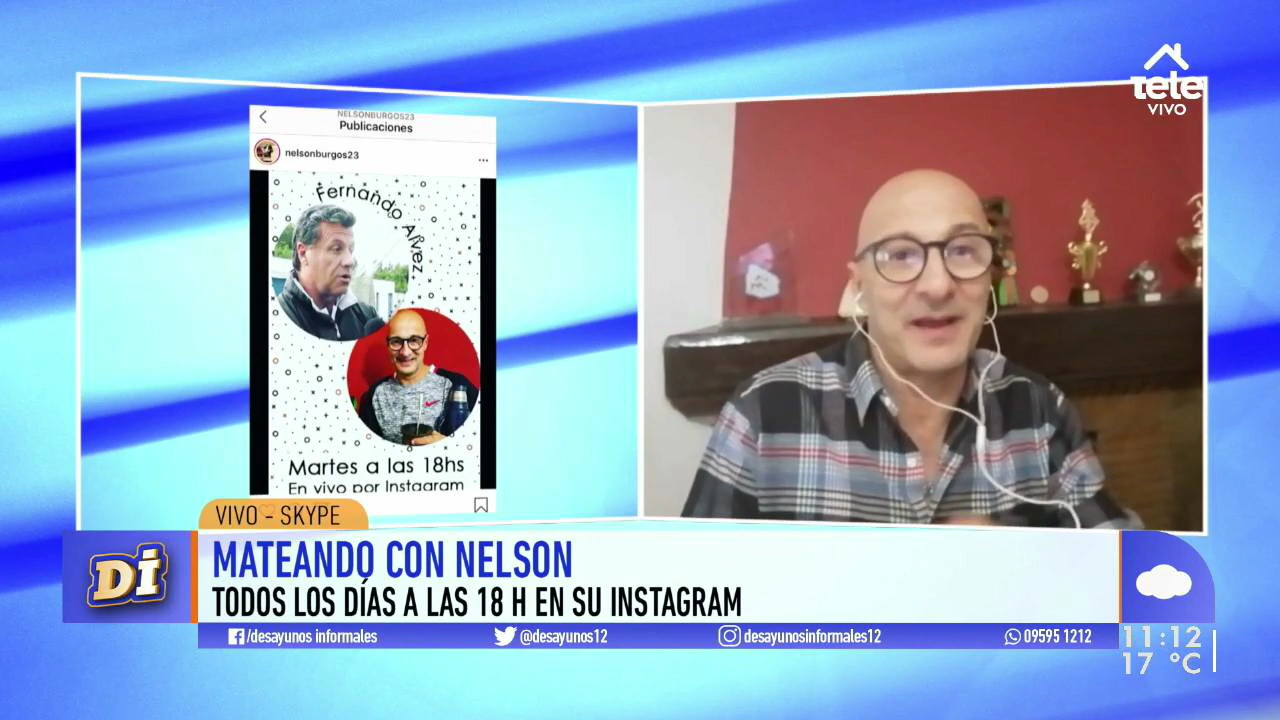 tete
VIVO
NELSONBURGOS23
Publicaciones
nelsonburgos23
Fernando Alvez
Martes a las 18hs
En vivo por Instagram
VIVO - SKYPE
DI
MATEANDO CON NELSON
TODOS LOS DÍAS A LAS 18 H EN SU INSTAGRAM
/desayunos informales
@desayunos12
desayunosinformales12
09595 1212
11:12
17 °C